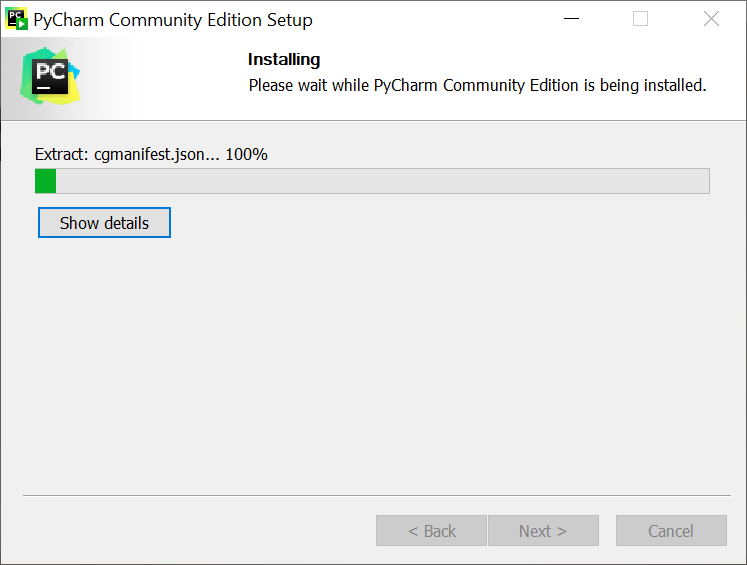 PyCharm Community Edition Setup
PC
Installing
Please wait while PyCharm Community Edition is being installed.
Extract: cgmanifest.json... 100%
Show details
< Back
Next >
Cancel